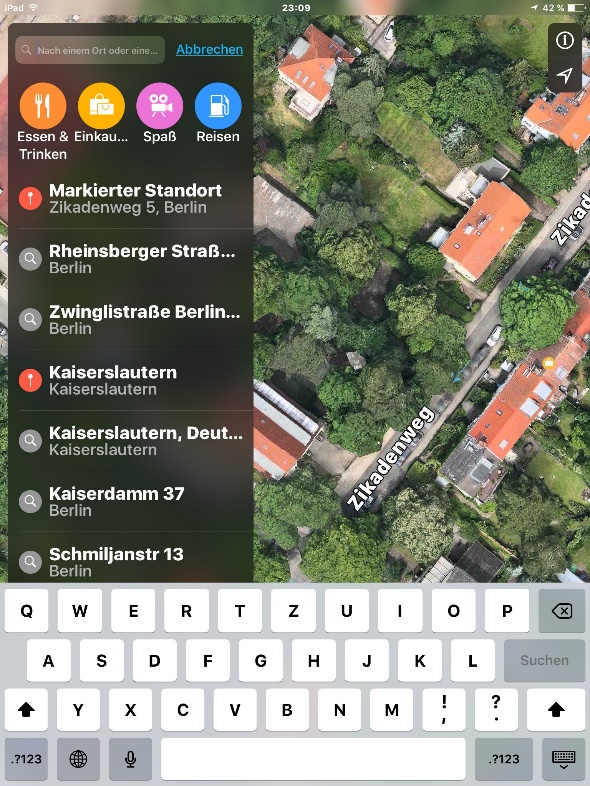 iPad
23:09
42 %
Nach einem Ort oder eine...
Abbrechen
Essen & Trinken
Einkau...
Spaß
Reisen
Markierter Standort
Zikadenweg 5, Berlin
Rheinsberger Straß...
Berlin
Zwinglistraße Berlin...
Berlin
Kaiserslautern
Kaiserslautern
Kaiserslautern, Deut...
Kaiserslautern
Kaiserdamm 37
Berlin
Schmiljanstr 13
Berlin
Zikad
Zikadenweg
Q W E R T Z U I O P
A S D F G H J K L Suchen
Y X C V B N M ! , ? .
.?123 .?123